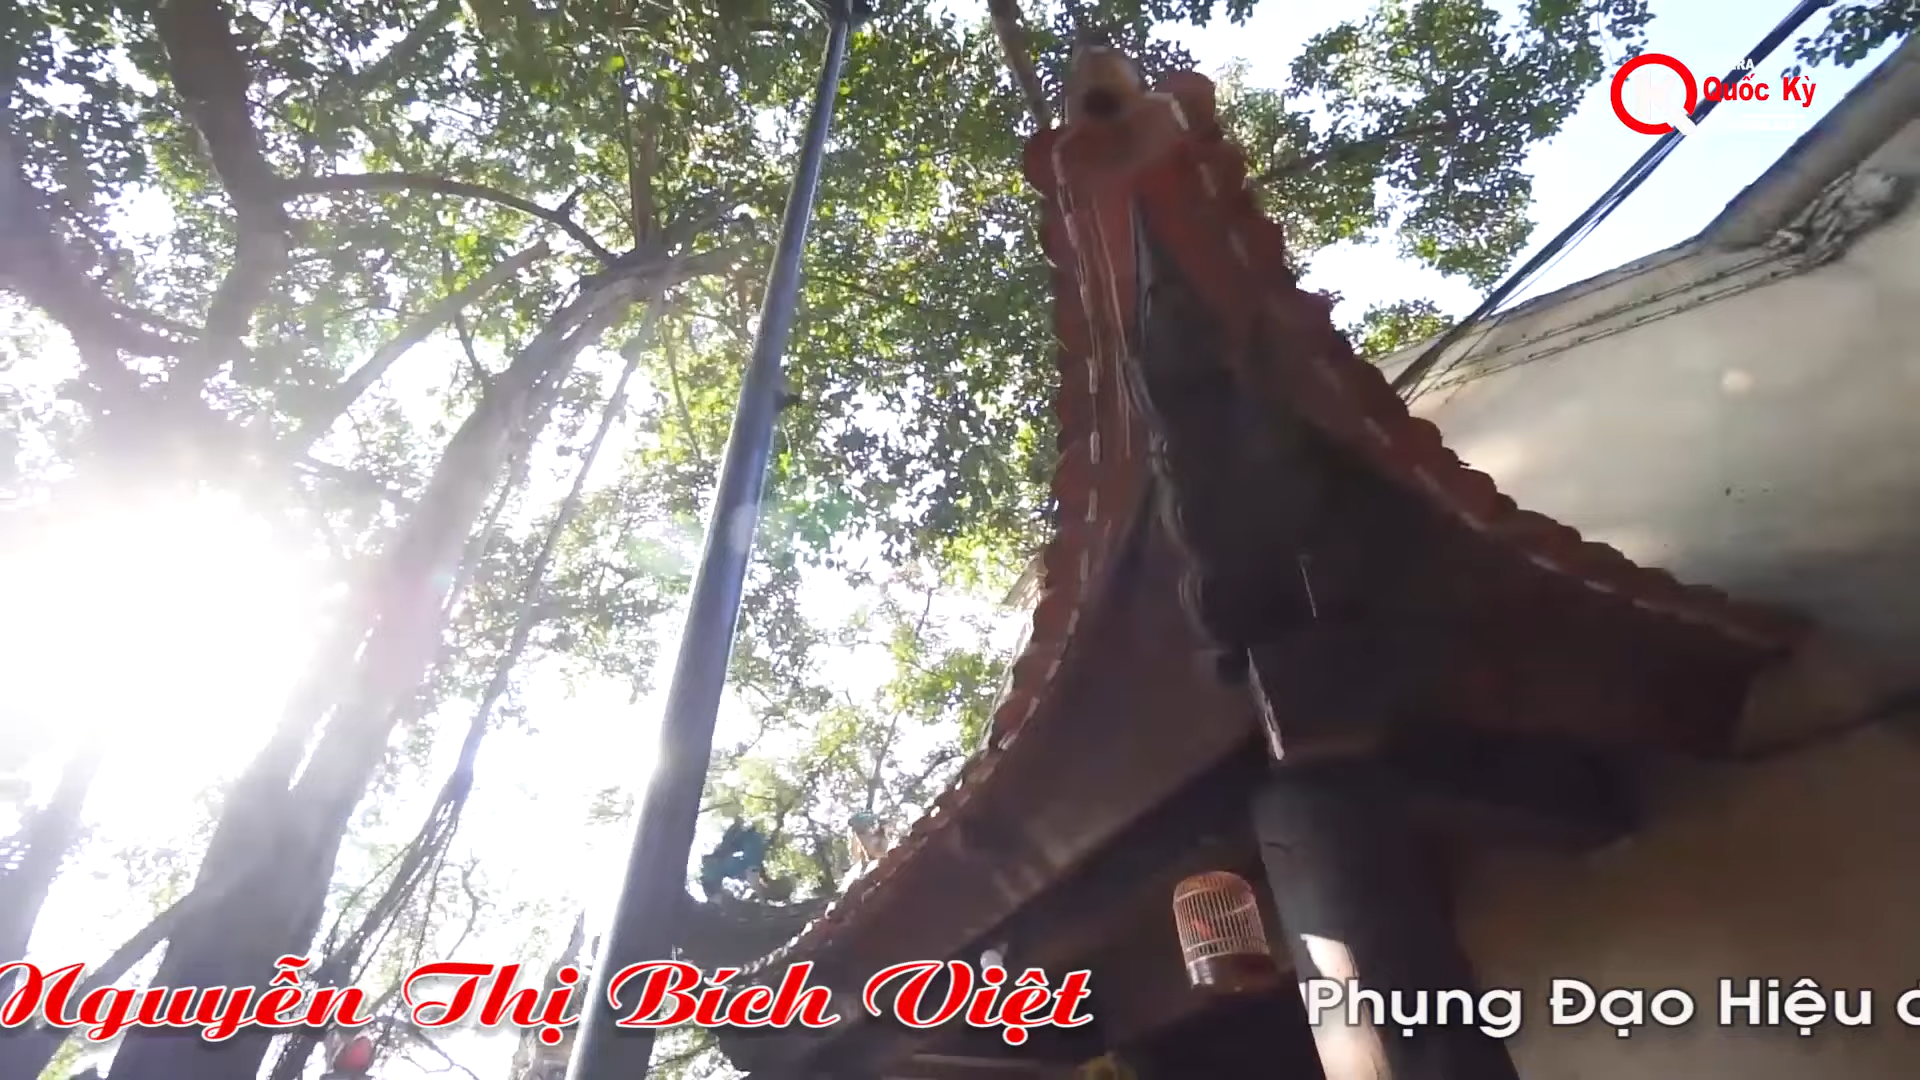 Quốc Kỳ
Nguyễn Thị Bích Việt
Phụng Đạo Hiệu